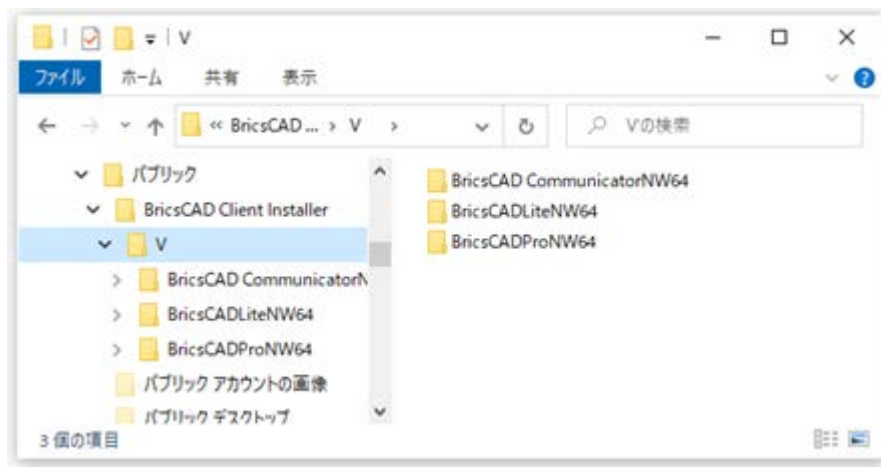 V
ファイル ホーム 共有 表示
« BricsCAD ... › V › Vの検索
パブリック
BricsCAD Client Installer
V
BricsCAD CommunicatorN
BricsCADLiteNW64
BricsCADProNW64
パブリック アカウントの画像
パブリック デスクトップ
BricsCAD CommunicatorNW64
BricsCADLiteNW64
BricsCADProNW64
3 個の項目